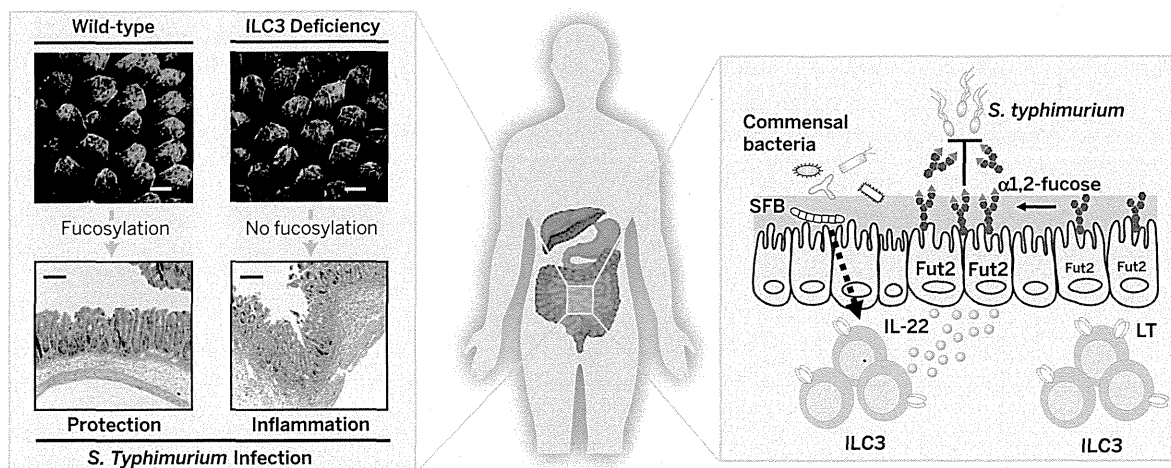 Wild-type
ILC3 Deficiency
Fucosylation
No fucosylation
Protection
Inflammation
S. Typhimurium Infection
S. typhimurium
Commensal
bacteria
α1,2-fucose
SFB
Fut2
Fut2
Fut2
Fut2
IL-22
LT
ILC3
ILC3